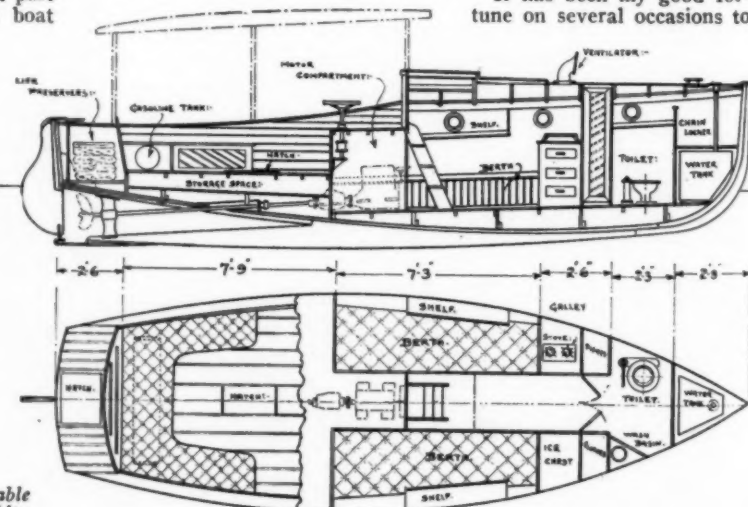 boat
It has been my good for-
tune on several occasions to
VENTILATOR:-
MOTOR
COMPARTMENT:-
LIFE
PRESERVERS:-
GASOLINE TANK:-
SHELF.
CHAIN
LOCKER
HATCH:-
BERTH
TOILET:-
WATER
TANK
STORAGE SPACE:-
2'6 7'-9" 7'-3" 2'-6" 2'3"
SHELF
GALLEY
BERTH.
STOVE:
HATCH.
HATCH:
TOILET.
WATER
TANK
WASH
BASIN.
BERTH.
ICE
CHEST
SHELF
able